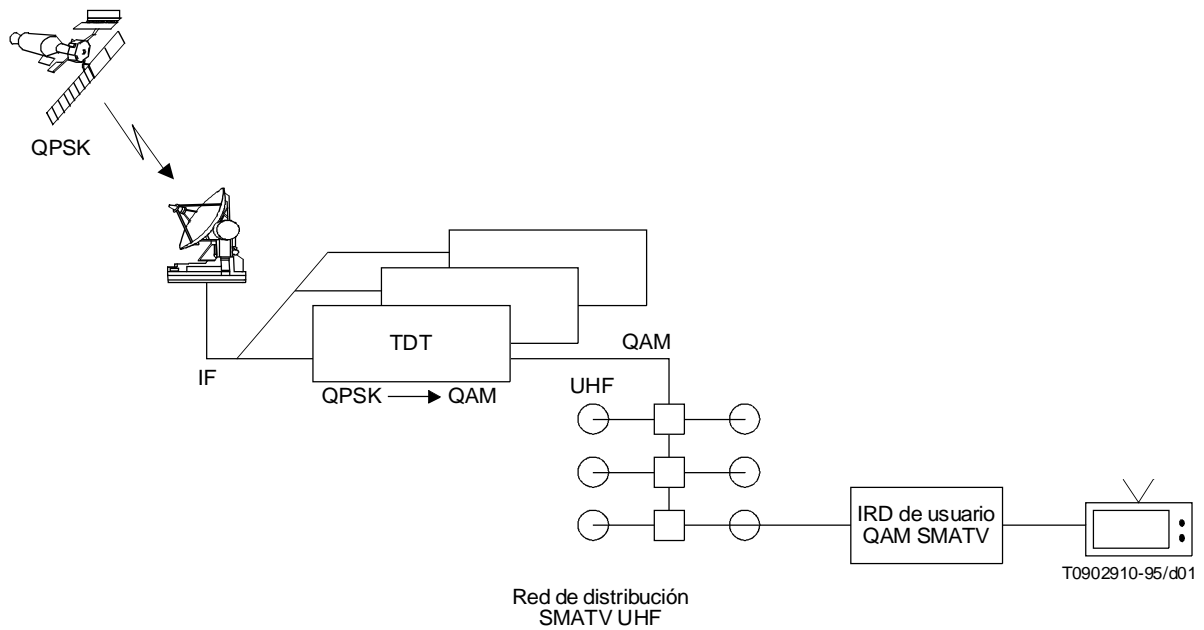 QPSK
TDT
QAM
IF
QPSK QAM
UHF
IRD de usuario
QAM SMATV
T0902910-95/d01
Red de distribución
SMATV UHF